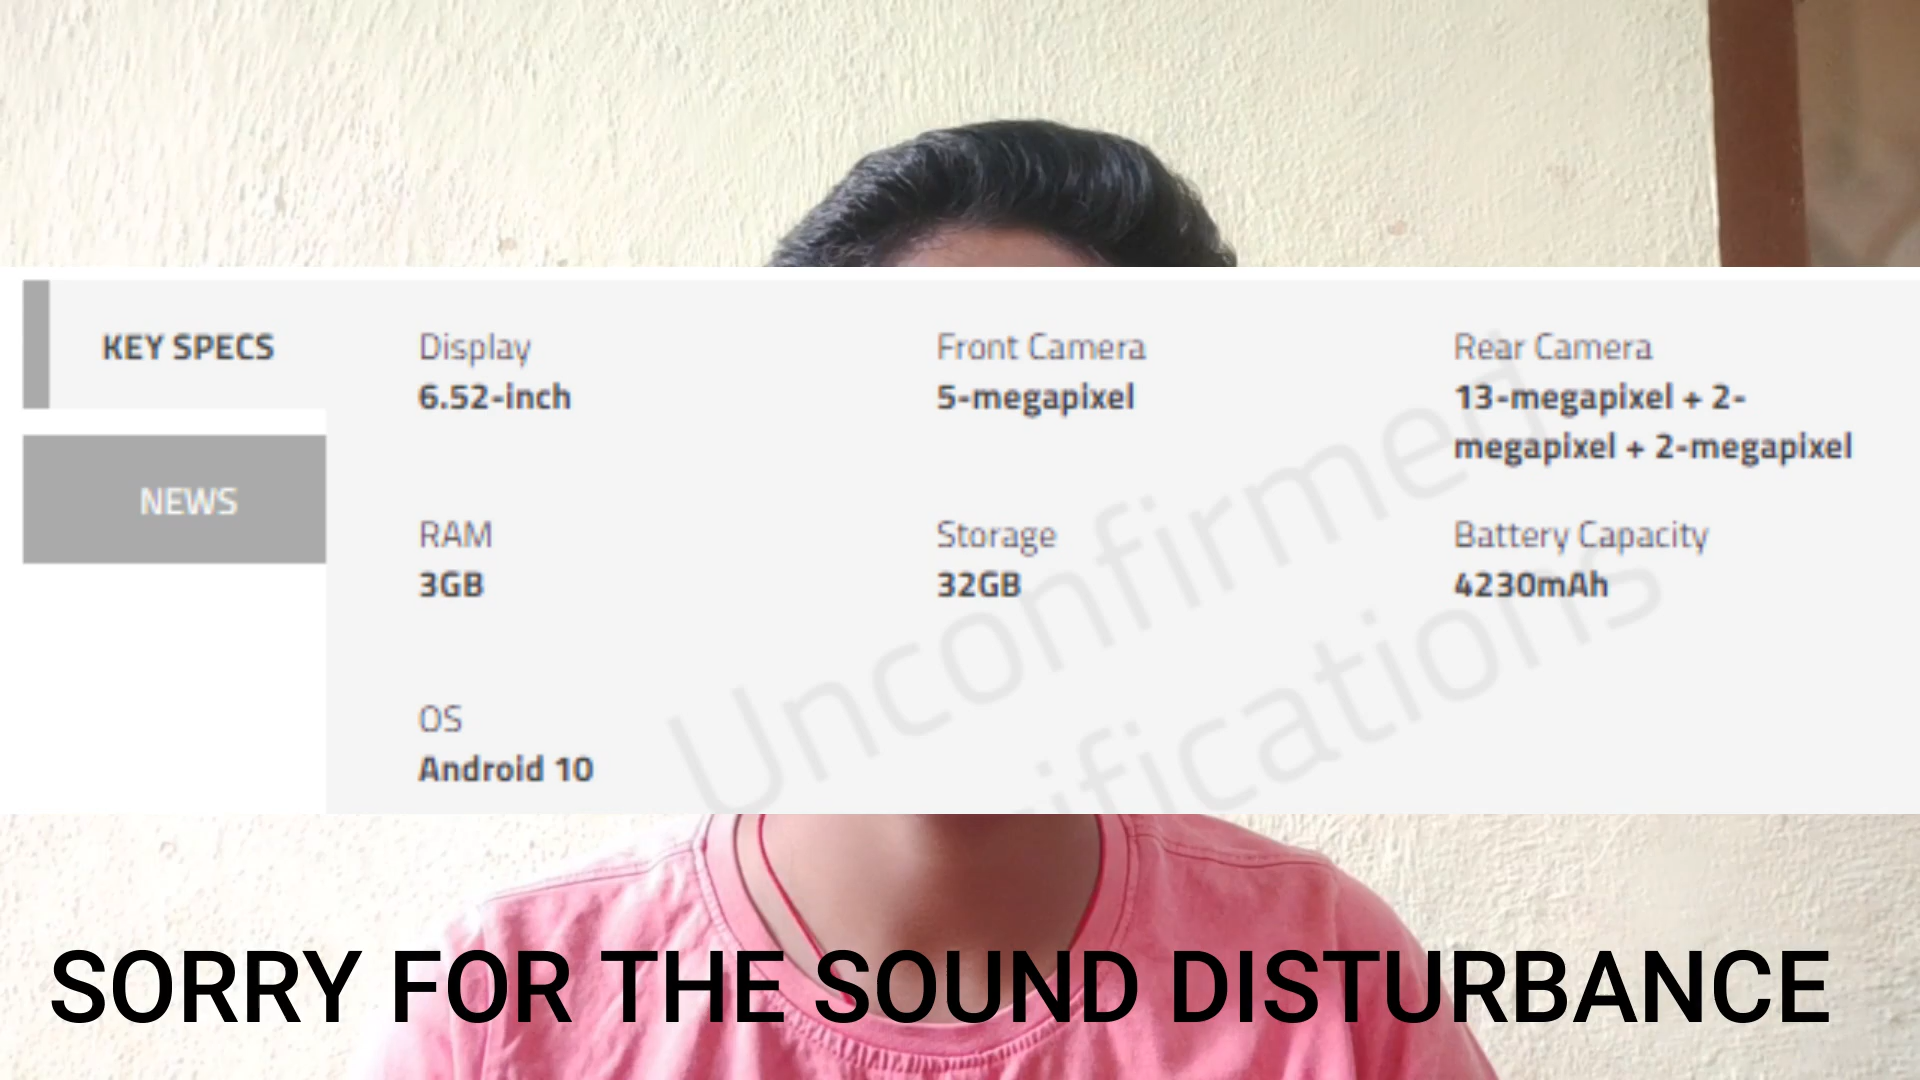 KEY SPECS
NEWS
Display
6.52-inch
Front Camera
5-megapixel
Rear Camera
13-megapixel + 2-
megapixel + 2-megapixel
RAM
3GB
Storage
32GB
Battery Capacity
4230mAh
OS
Android 10
Unconfirmed
SORRY FOR THE SOUND DISTURBANCE